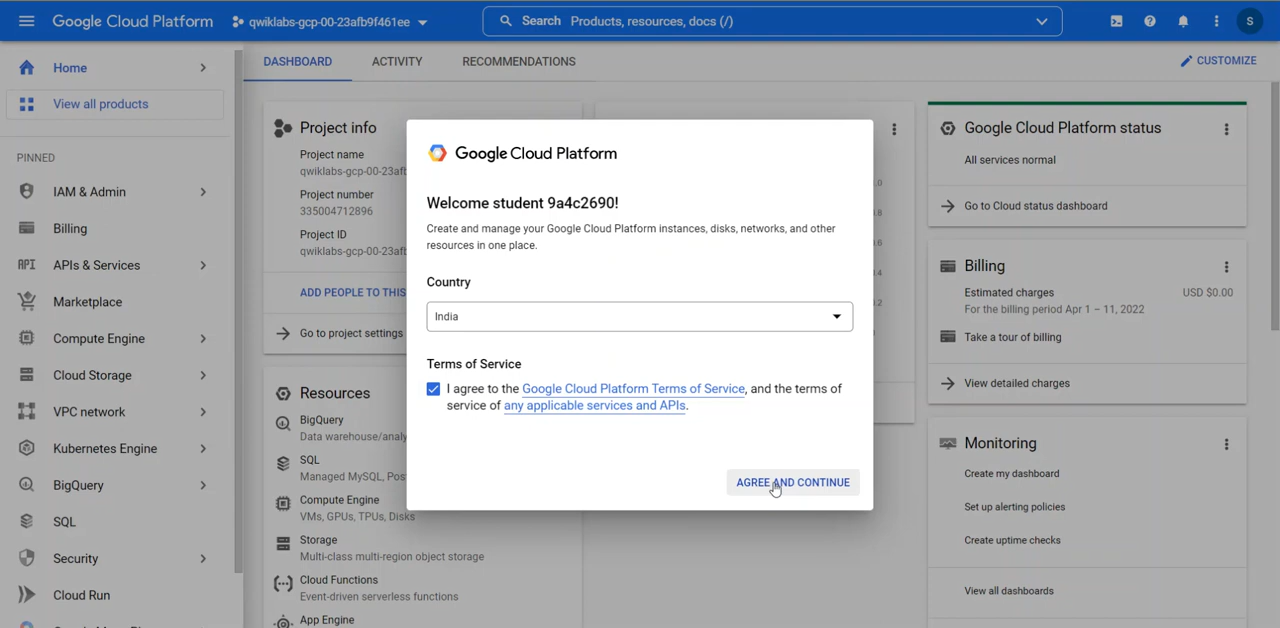 Google Cloud Platform
qwiklabs-gcp-00-23afb9f461ee
Search Products, resources, docs (/)
S
Home
View all products
PINNED
IAM & Admin
Billing
API APIs & Services
Marketplace
Compute Engine
Cloud Storage
VPC network
Kubernetes Engine
BigQuery
SQL
Security
Cloud Run
DASHBOARD
ACTIVITY
RECOMMENDATIONS
CUSTOMIZE
Project info
Project name
qwiklabs-gcp-00-23afb
Project number
335004712896
Project ID
qwiklabs-gcp-00-23afb
ADD PEOPLE TO THIS
Go to project settings
Resources
BigQuery
Data warehouse/analy
SQL
Managed MySQL, Pos
Compute Engine
VMs, GPUs, TPUs, Disks
Storage
Multi-class multi-region object storage
Cloud Functions
Event-driven serverless functions
App Engine
Google Cloud Platform
Welcome student 9a4c2690!
Create and manage your Google Cloud Platform instances, disks, networks, and other
resources in one place.
Country
India
Terms of Service
I agree to the Google Cloud Platform Terms of Service, and the terms of
service of any applicable services and APIs.
AGREE AND CONTINUE
.0
.8
.6
.4
.2
Google Cloud Platform status
All services normal
Go to Cloud status dashboard
Billing
Estimated charges USD $0.00
For the billing period Apr 1 – 11, 2022
Take a tour of billing
View detailed charges
Monitoring
Create my dashboard
Set up alerting policies
Create uptime checks
View all dashboards